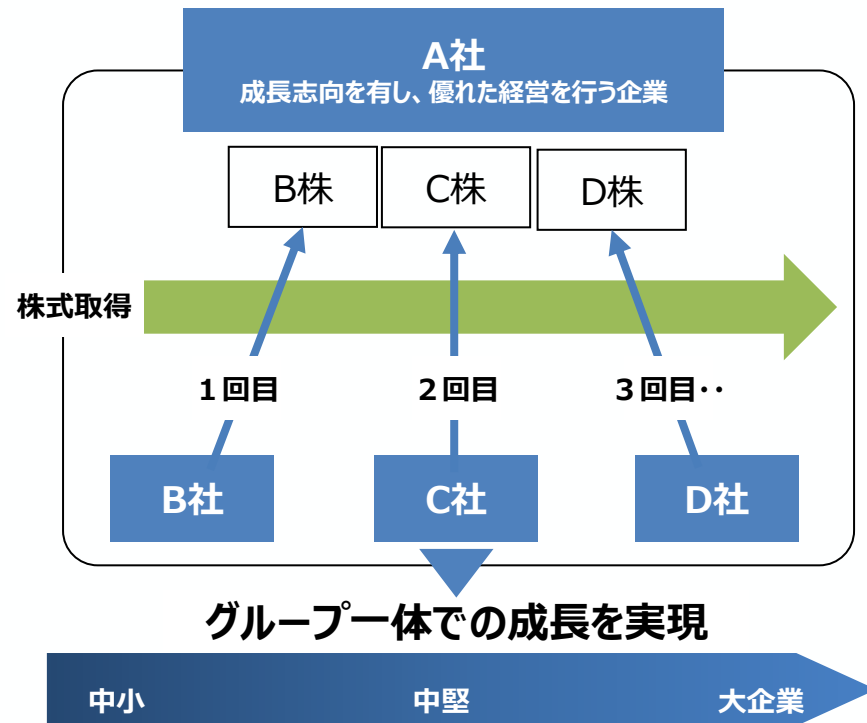 A社
成長志向を有し、優れた経営を行う企業
B株
C株
D株
株式取得
1回目
2回目
3回目‥
B社
C社
D社
グループ一体での成長を実現
中小
中堅
大企業